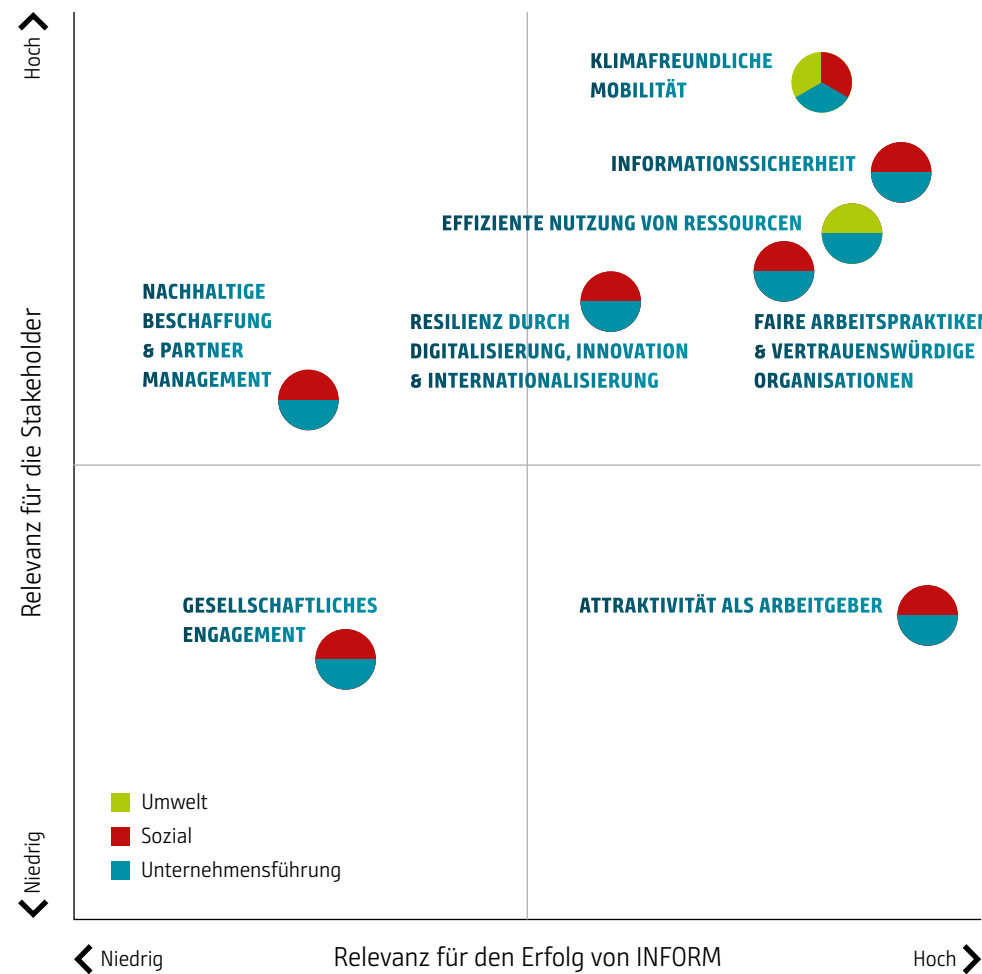 Hoch
KLIMAFREUNDLICHE
MOBILITÄT
INFORMATIONSSICHERHEIT
EFFIZIENTE NUTZUNG VON RESSOURCEN
NACHHALTIGE
BESCHAFFUNG
& PARTNER
MANAGEMENT
RESILIENZ DURCH
DIGITALISIERUNG, INNOVATION
& INTERNATIONALISIERUNG
FAIRE ARBEITSPRAKTIKEN
& VERTRAUENSWÜRDIGE
ORGANISATIONEN
Relevanz für die Stakeholder
GESELLSCHAFTLICHES
ENGAGEMENT
ATTRAKTIVITÄT ALS ARBEITGEBER
Umwelt
Sozial
Unternehmensführung
Niedrig
Niedrig
Relevanz für den Erfolg von INFORM
Hoch